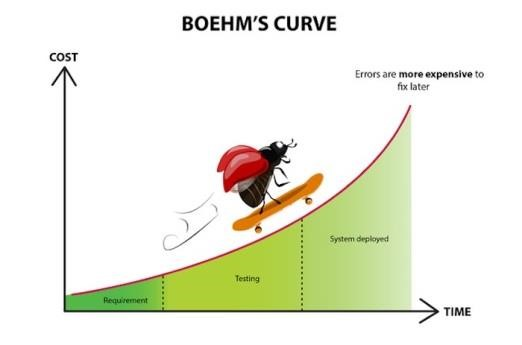 BOEHM'S CURVE
COST
Errors are more expensive to
fix later
System deployed
Testing
Requirement
TIME